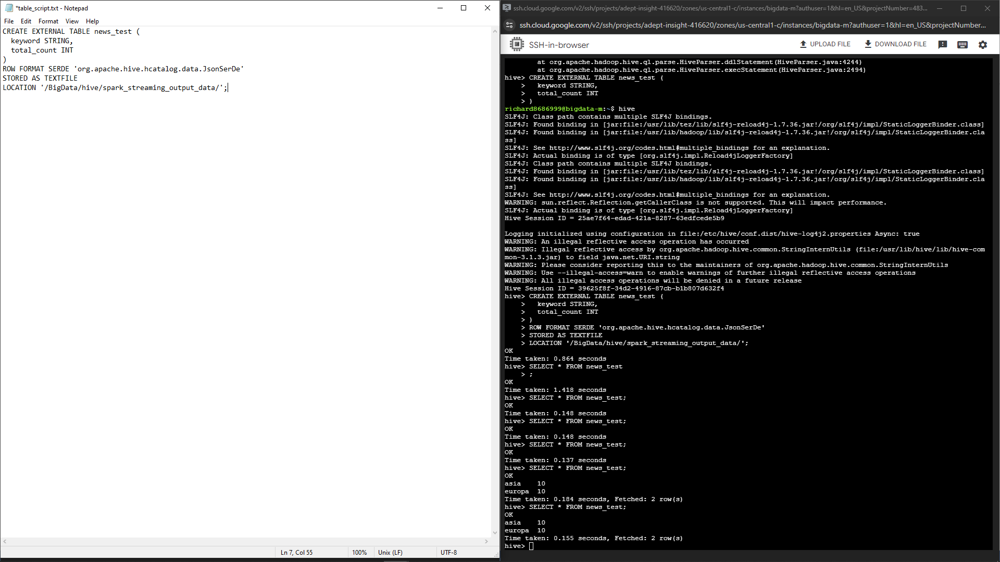 *table_script.txt - Notepad
File Edit Format View Help
CREATE EXTERNAL TABLE news_test (
  keyword STRING,
  total_count INT
)
ROW FORMAT SERDE 'org.apache.hive.hcatalog.data.JsonSerDe'
STORED AS TEXTFILE
LOCATION '/BigData/hive/spark_streaming_output_data/';
Ln 7, Col 55 100% Unix (LF) UTF-8
ssh.cloud.google.com/v2/ssh/projects/adept-insight-416620/zones/us-central1-c/instances/bigdata-m?authuser=1&hl=en_US&projectNumber=483...
ssh.cloud.google.com/v2/ssh/projects/adept-insight-416620/zones/us-central1-c/instances/bigdata-m?authuser=1&hl=en_US&projectNumber...
SSH-in-browser UPLOAD FILE DOWNLOAD FILE
        at org.apache.hadoop.hive.ql.parse.HiveParser.ddlStatement(HiveParser.java:4244)
        at org.apache.hadoop.hive.ql.parse.HiveParser.execStatement(HiveParser.java:2494)
hive> CREATE EXTERNAL TABLE news_test (
    >   keyword STRING,
    >   total_count INT
    > )
richard8686999@bigdata-m:~$ hive
SLF4J: Class path contains multiple SLF4J bindings.
SLF4J: Found binding in [jar:file:/usr/lib/tez/lib/slf4j-reload4j-1.7.36.jar!/org/slf4j/impl/StaticLoggerBinder.class]
SLF4J: Found binding in [jar:file:/usr/lib/hadoop/lib/slf4j-reload4j-1.7.36.jar!/org/slf4j/impl/StaticLoggerBinder.cla
ss]
SLF4J: See http://www.slf4j.org/codes.html#multiple_bindings for an explanation.
SLF4J: Actual binding is of type [org.slf4j.impl.Reload4jLoggerFactory]
SLF4J: Class path contains multiple SLF4J bindings.
SLF4J: Found binding in [jar:file:/usr/lib/tez/lib/slf4j-reload4j-1.7.36.jar!/org/slf4j/impl/StaticLoggerBinder.class]
SLF4J: Found binding in [jar:file:/usr/lib/hadoop/lib/slf4j-reload4j-1.7.36.jar!/org/slf4j/impl/StaticLoggerBinder.cla
ss]
SLF4J: See http://www.slf4j.org/codes.html#multiple_bindings for an explanation.
WARNING: sun.reflect.Reflection.getCallerClass is not supported. This will impact performance.
SLF4J: Actual binding is of type [org.slf4j.impl.Reload4jLoggerFactory]
Hive Session ID = 25ae7f64-edad-421a-8287-63edfcede5b9
Logging initialized using configuration in file:/etc/hive/conf.dist/hive-log4j2.properties Async: true
WARNING: An illegal reflective access operation has occurred
WARNING: Illegal reflective access by org.apache.hadoop.hive.common.StringInternUtils (file:/usr/lib/hive/lib/hive-com
mon-3.1.3.jar) to field java.net.URI.string
WARNING: Please consider reporting this to the maintainers of org.apache.hadoop.hive.common.StringInternUtils
WARNING: Use --illegal-access=warn to enable warnings of further illegal reflective access operations
WARNING: All illegal access operations will be denied in a future release
Hive Session ID = 39625f8f-34d2-4916-87cb-b1b807d632f4
hive> CREATE EXTERNAL TABLE news_test (
    >   keyword STRING,
    >   total_count INT
    > )
    > ROW FORMAT SERDE 'org.apache.hive.hcatalog.data.JsonSerDe'
    > STORED AS TEXTFILE
    > LOCATION '/BigData/hive/spark_streaming_output_data/';
OK
Time taken: 0.864 seconds
hive> SELECT * FROM news_test
    > ;
OK
Time taken: 1.418 seconds
hive> SELECT * FROM news_test;
OK
Time taken: 0.148 seconds
hive> SELECT * FROM news_test;
OK
Time taken: 0.148 seconds
hive> SELECT * FROM news_test;
OK
Time taken: 0.137 seconds
hive> SELECT * FROM news_test;
OK
asia    10
europa  10
Time taken: 0.184 seconds, Fetched: 2 row(s)
hive> SELECT * FROM news_test;
OK
asia    10
europa  10
Time taken: 0.155 seconds, Fetched: 2 row(s)
hive>